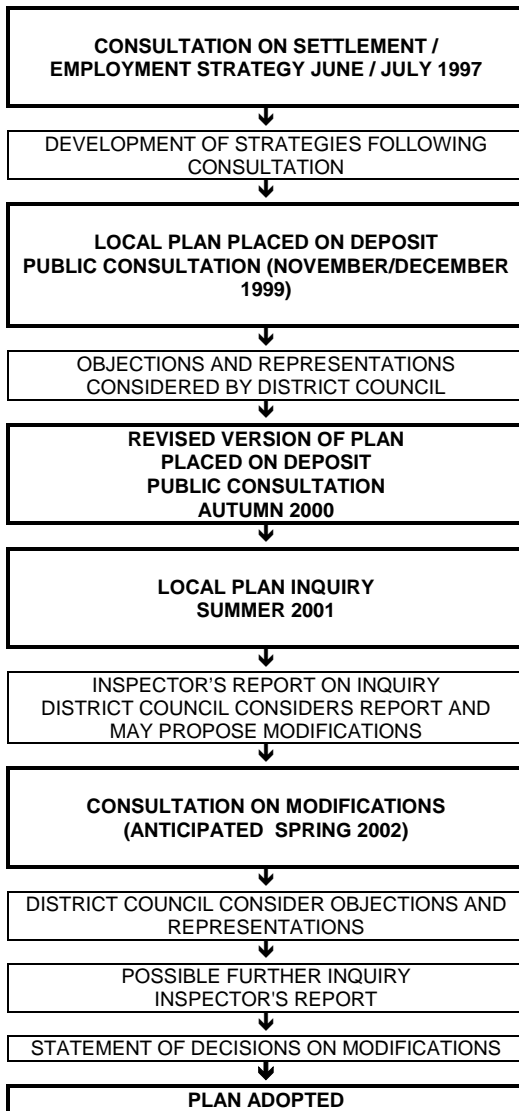 CONSULTATION ON SETTLEMENT /
EMPLOYMENT STRATEGY JUNE / JULY 1997
DEVELOPMENT OF STRATEGIES FOLLOWING
CONSULTATION
LOCAL PLAN PLACED ON DEPOSIT
PUBLIC CONSULTATION (NOVEMBER/DECEMBER
1999)
OBJECTIONS AND REPRESENTATIONS
CONSIDERED BY DISTRICT COUNCIL
REVISED VERSION OF PLAN
PLACED ON DEPOSIT
PUBLIC CONSULTATION
AUTUMN 2000
LOCAL PLAN INQUIRY
SUMMER 2001
INSPECTOR'S REPORT ON INQUIRY
DISTRICT COUNCIL CONSIDERS REPORT AND
MAY PROPOSE MODIFICATIONS
CONSULTATION ON MODIFICATIONS
(ANTICIPATED SPRING 2002)
DISTRICT COUNCIL CONSIDER OBJECTIONS AND
REPRESENTATIONS
POSSIBLE FURTHER INQUIRY
INSPECTOR'S REPORT
STATEMENT OF DECISIONS ON MODIFICATIONS
PLAN ADOPTED